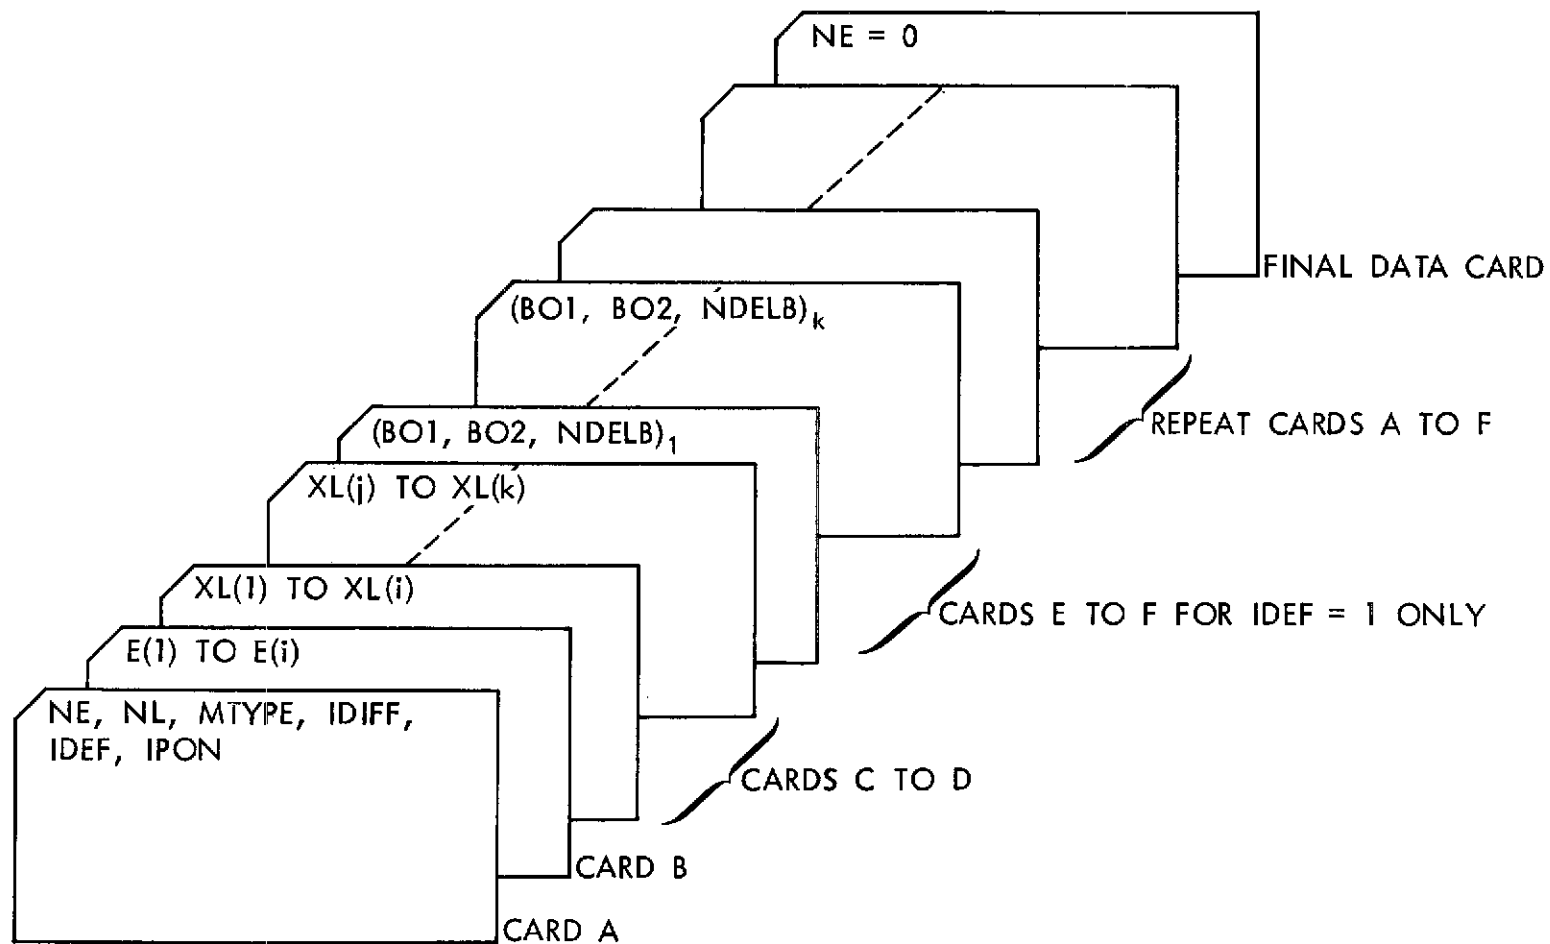 NE = 0
FINAL DATA CARD
(BO1, BO2, NDELB)k
REPEAT CARDS A TO F
(BO1, BO2, NDELB)1
XL(j) TO XL(k)
CARDS E TO F FOR IDEF = 1 ONLY
XL(1) TO XL(i)
E(1) TO E(i)
NE, NL, MTYPE, IDIFF,
IDEF, IPON
CARDS C TO D
CARD B
CARD A